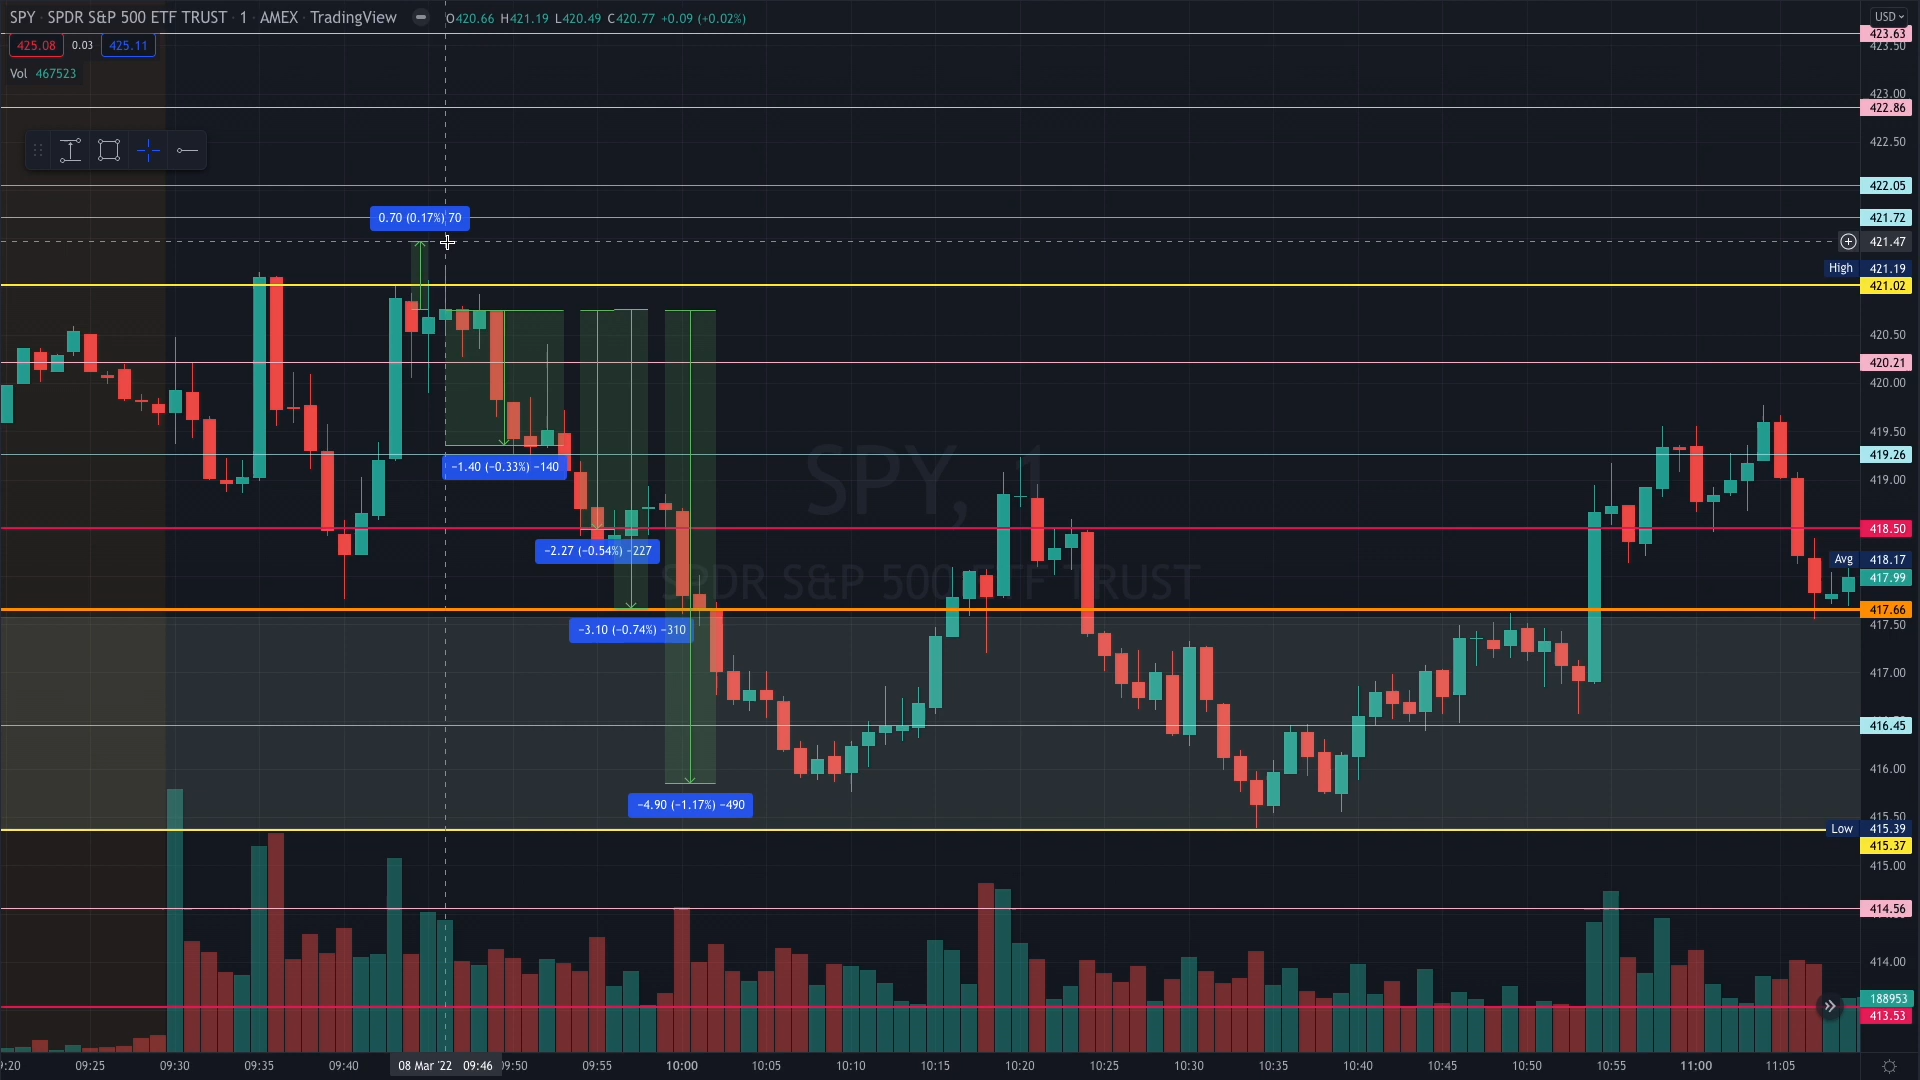 SPY · SPDR S&P 500 ETF TRUST · 1 · AMEX · TradingView
O420.66 H421.19 L420.49 C420.77 +0.09 (+0.02%)
USD
425.08 0.03 425.11
Vol 467523
423.63
423.50
423.00
422.86
422.50
422.05
421.72
0.70 (0.17%) 70
421.47
High 421.19
421.02
420.50
420.21
420.00
419.50
419.26
−1.40 (−0.33%) −140
419.00
SPY, 1
418.50
−2.27 (−0.54%) −227
Avg 418.17
417.99
SPDR S&P 500 ETF TRUST
417.66
417.50
−3.10 (−0.74%) −310
417.00
416.45
416.00
−4.90 (−1.17%) −490
415.50
Low 415.39
415.37
415.00
414.56
414.00
188953
413.53
9:20 09:25 09:30 09:35 09:40 08 Mar '22 09:46 09:50 09:55 10:00 10:05 10:10 10:15 10:20 10:25 10:30 10:35 10:40 10:45 10:50 10:55 11:00 11:05